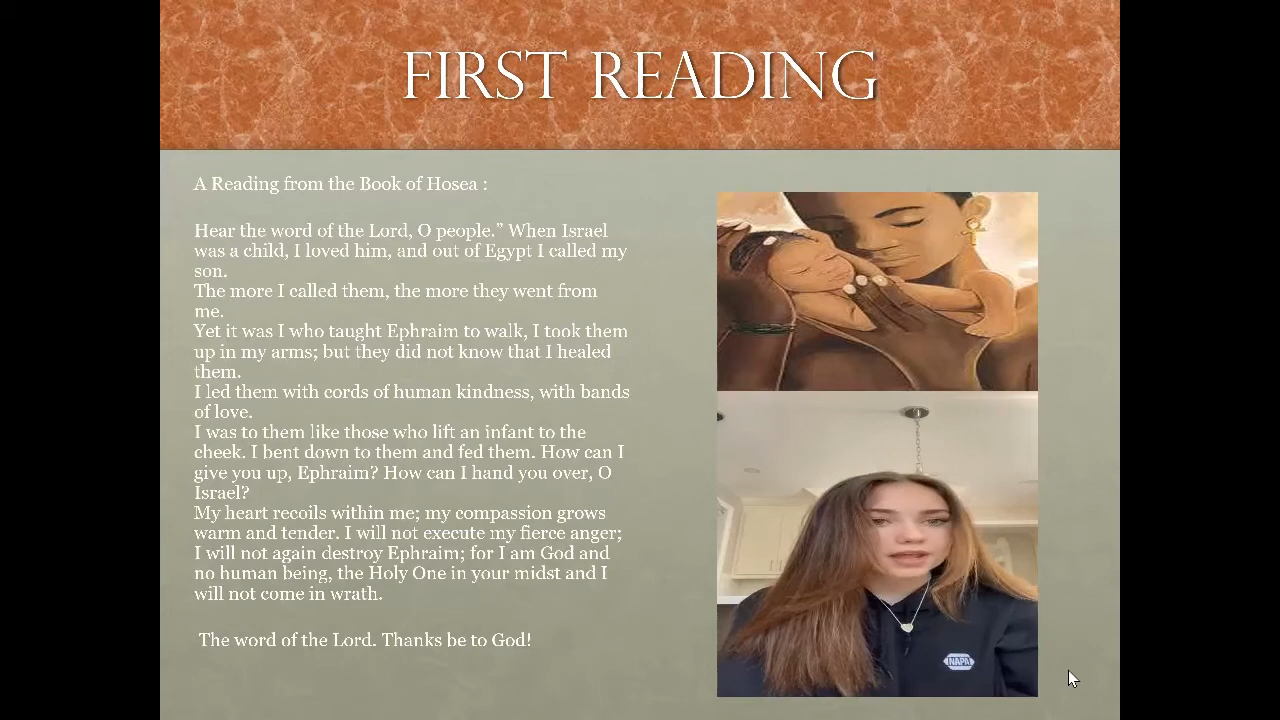 FIRST READING
A Reading from the Book of Hosea :
Hear the word of the Lord, O people.” When Israel
was a child, I loved him, and out of Egypt I called my
son.
The more I called them, the more they went from
me.
Yet it was I who taught Ephraim to walk, I took them
up in my arms; but they did not know that I healed
them.
I led them with cords of human kindness, with bands
of love.
I was to them like those who lift an infant to the
cheek. I bent down to them and fed them. How can I
give you up, Ephraim? How can I hand you over, O
Israel?
My heart recoils within me; my compassion grows
warm and tender. I will not execute my fierce anger;
I will not again destroy Ephraim; for I am God and
no human being, the Holy One in your midst and I
will not come in wrath.
The word of the Lord. Thanks be to God!
NAPA